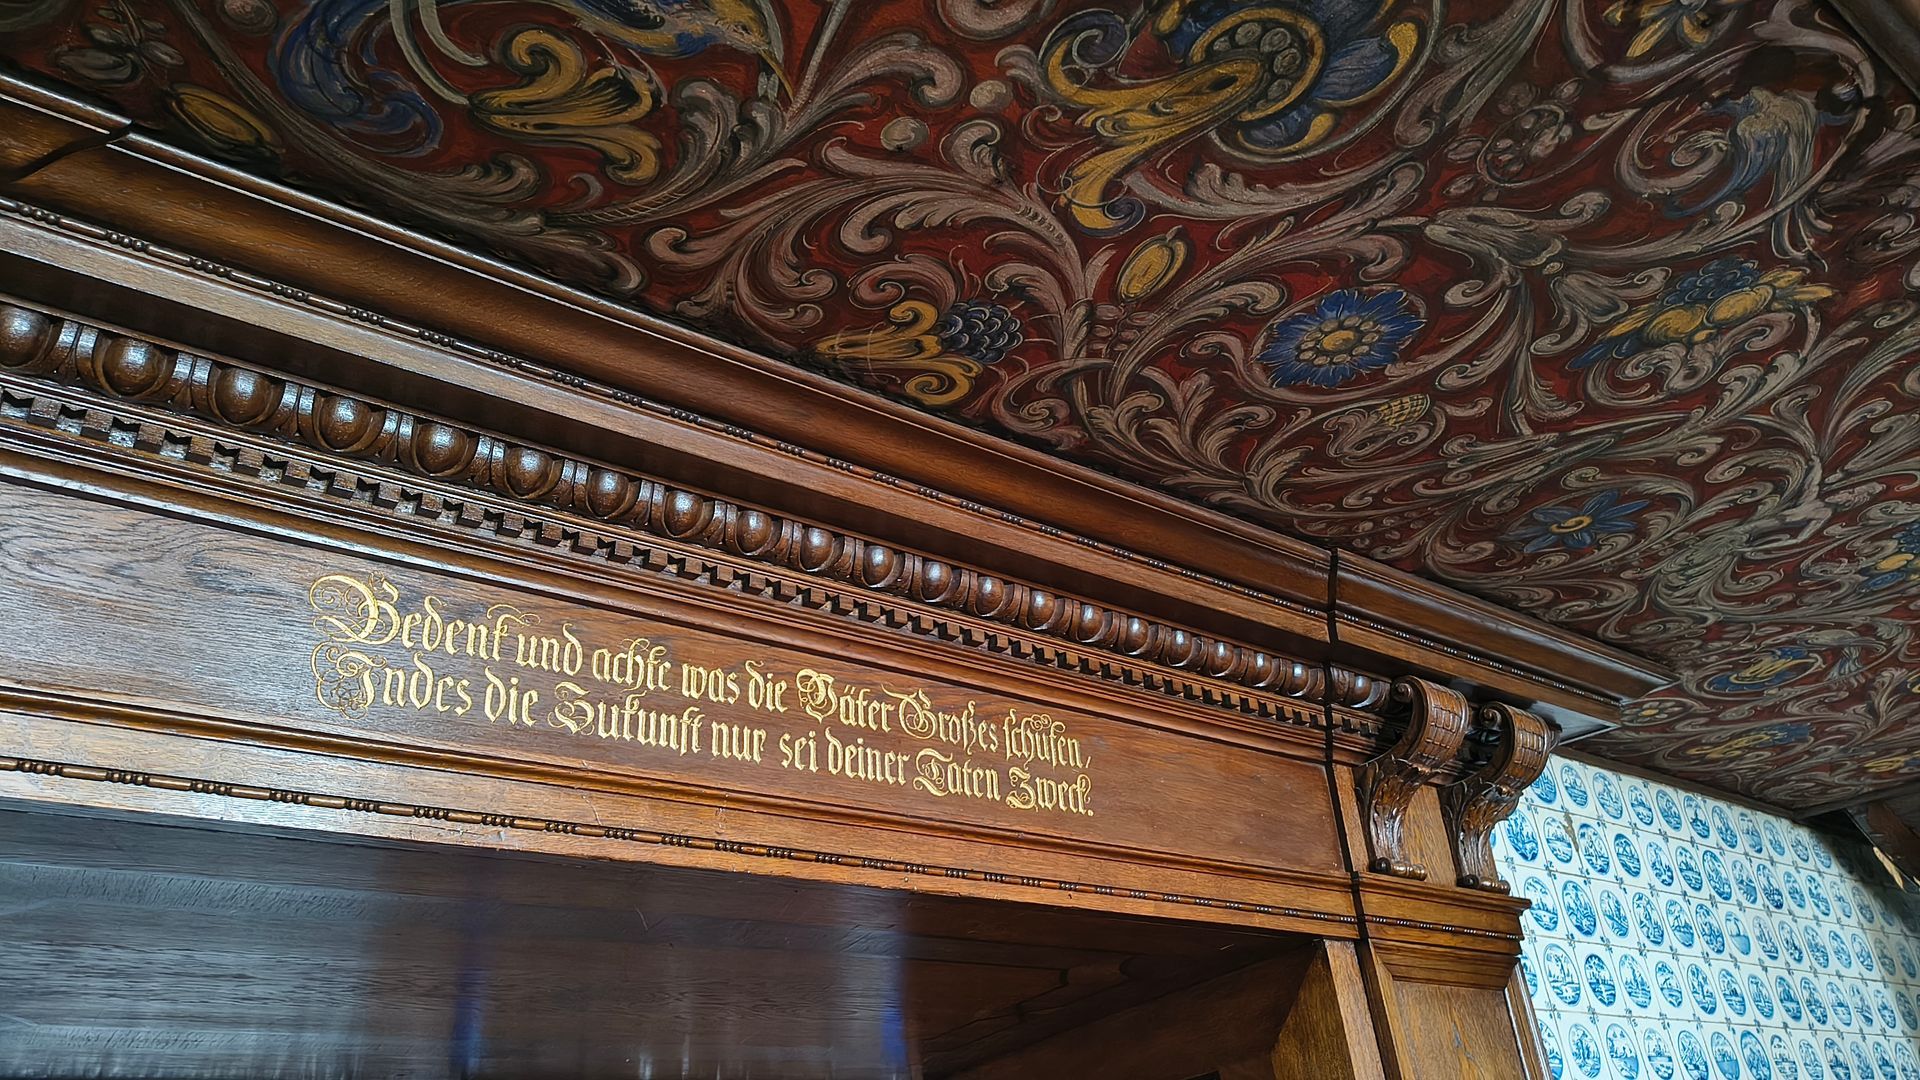 Bedenk und achte was die Väter Großes schufen,
Indes die Zukunft nur sei deiner Taten Zweck.